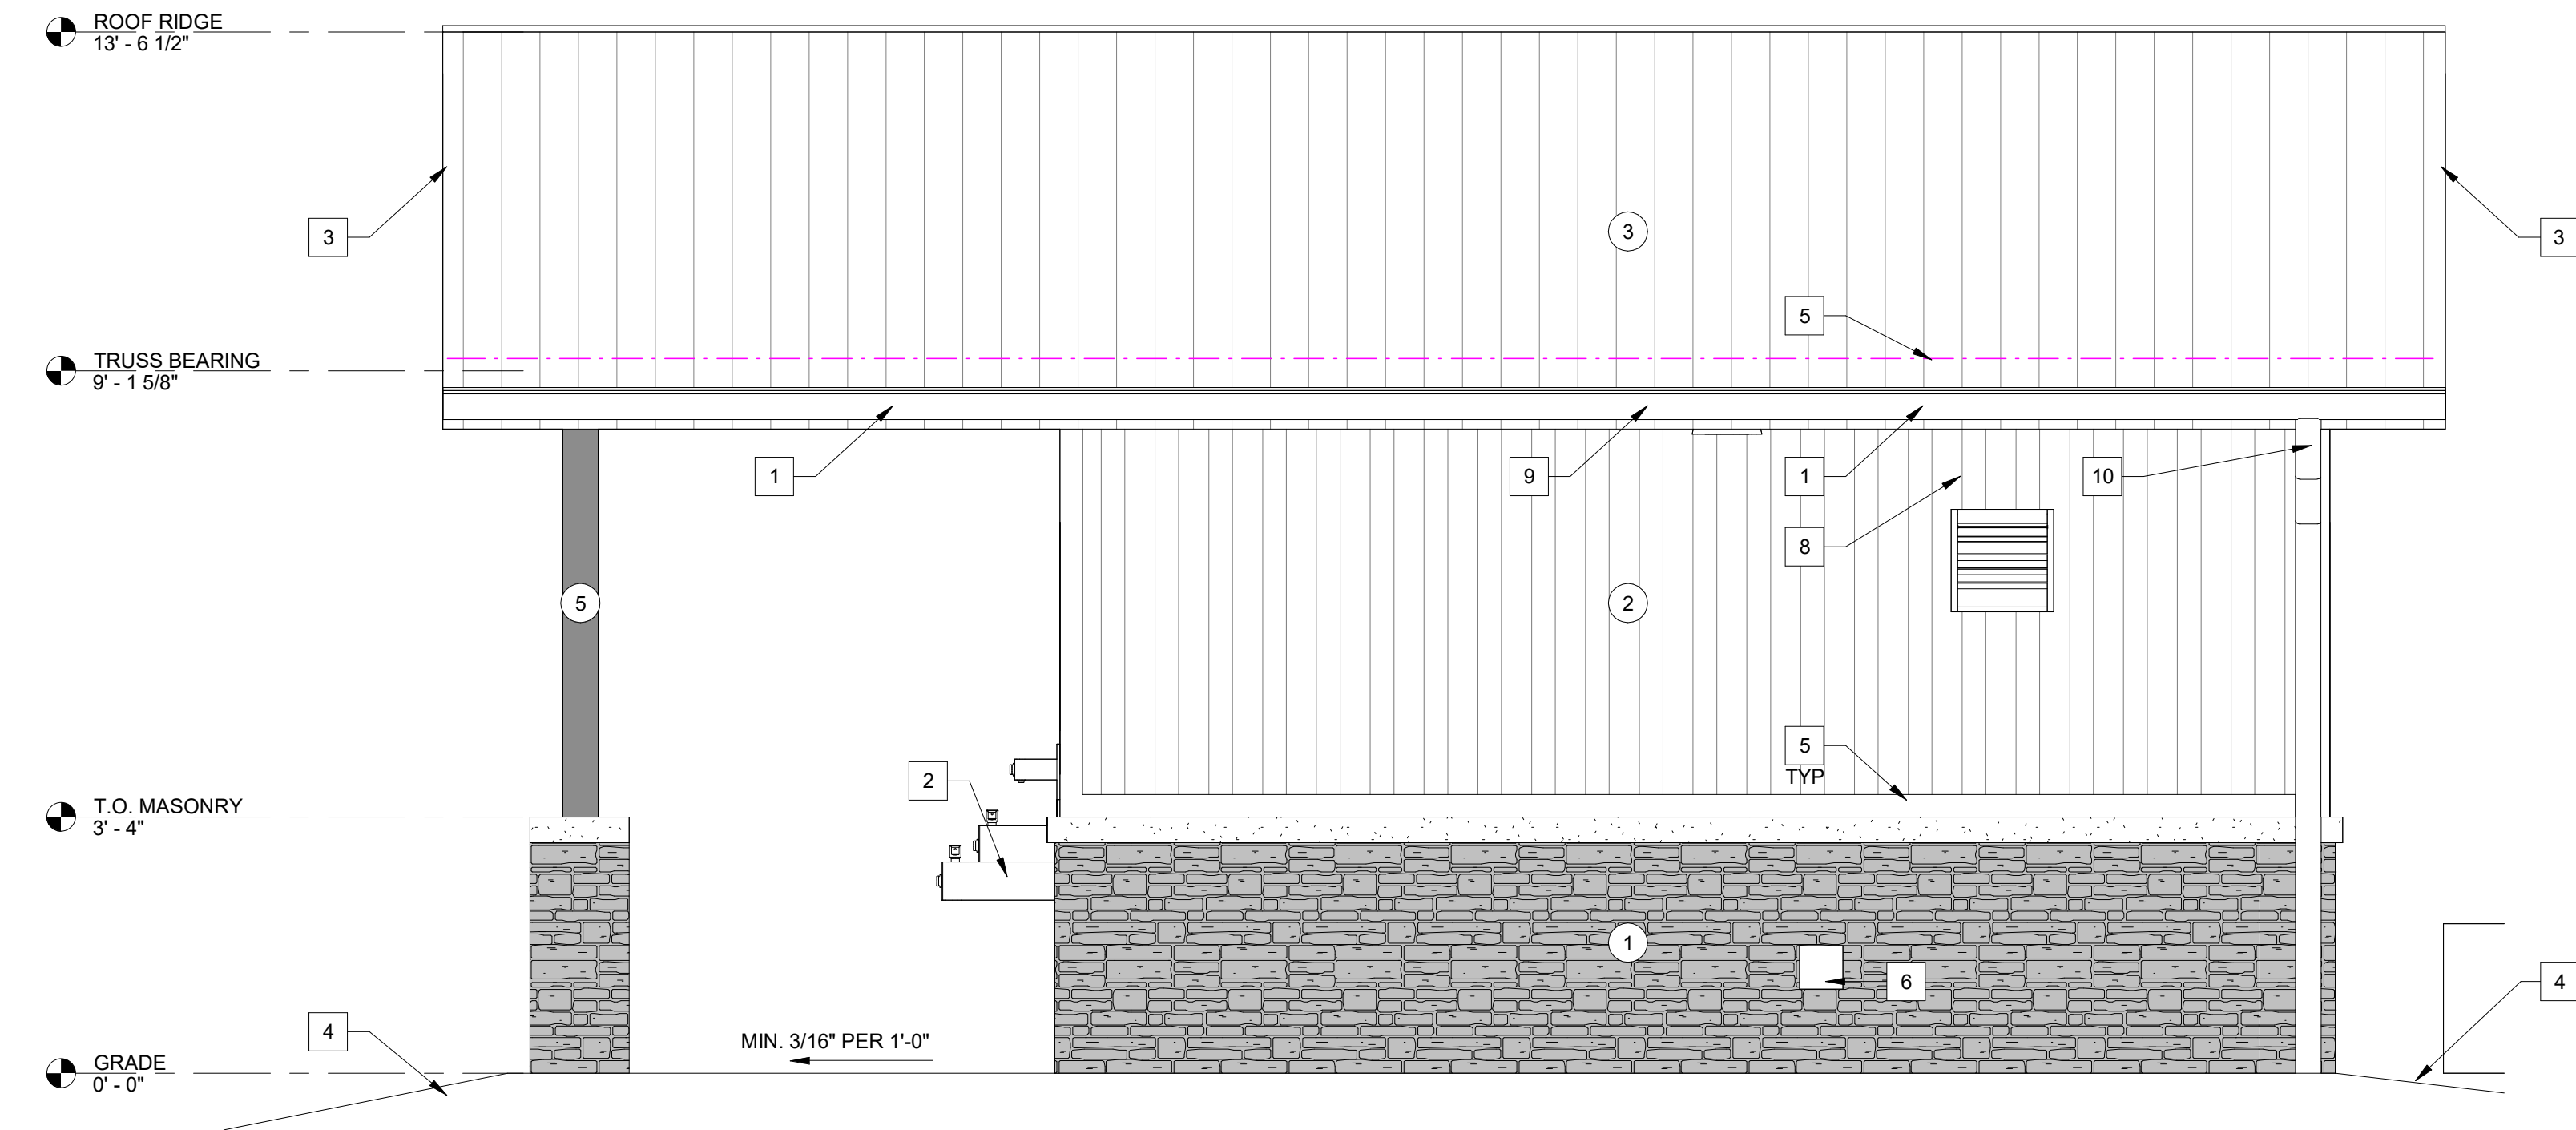 ROOF RIDGE
13' - 6 1/2"
3
3
3
5
TRUSS BEARING
9' - 1 5/8"
1
9
1
10
8
5
2
5
TYP
2
T.O. MASONRY
3' - 4"
1
6
4
4
MIN. 3/16" PER 1'-0"
GRADE
0' - 0"